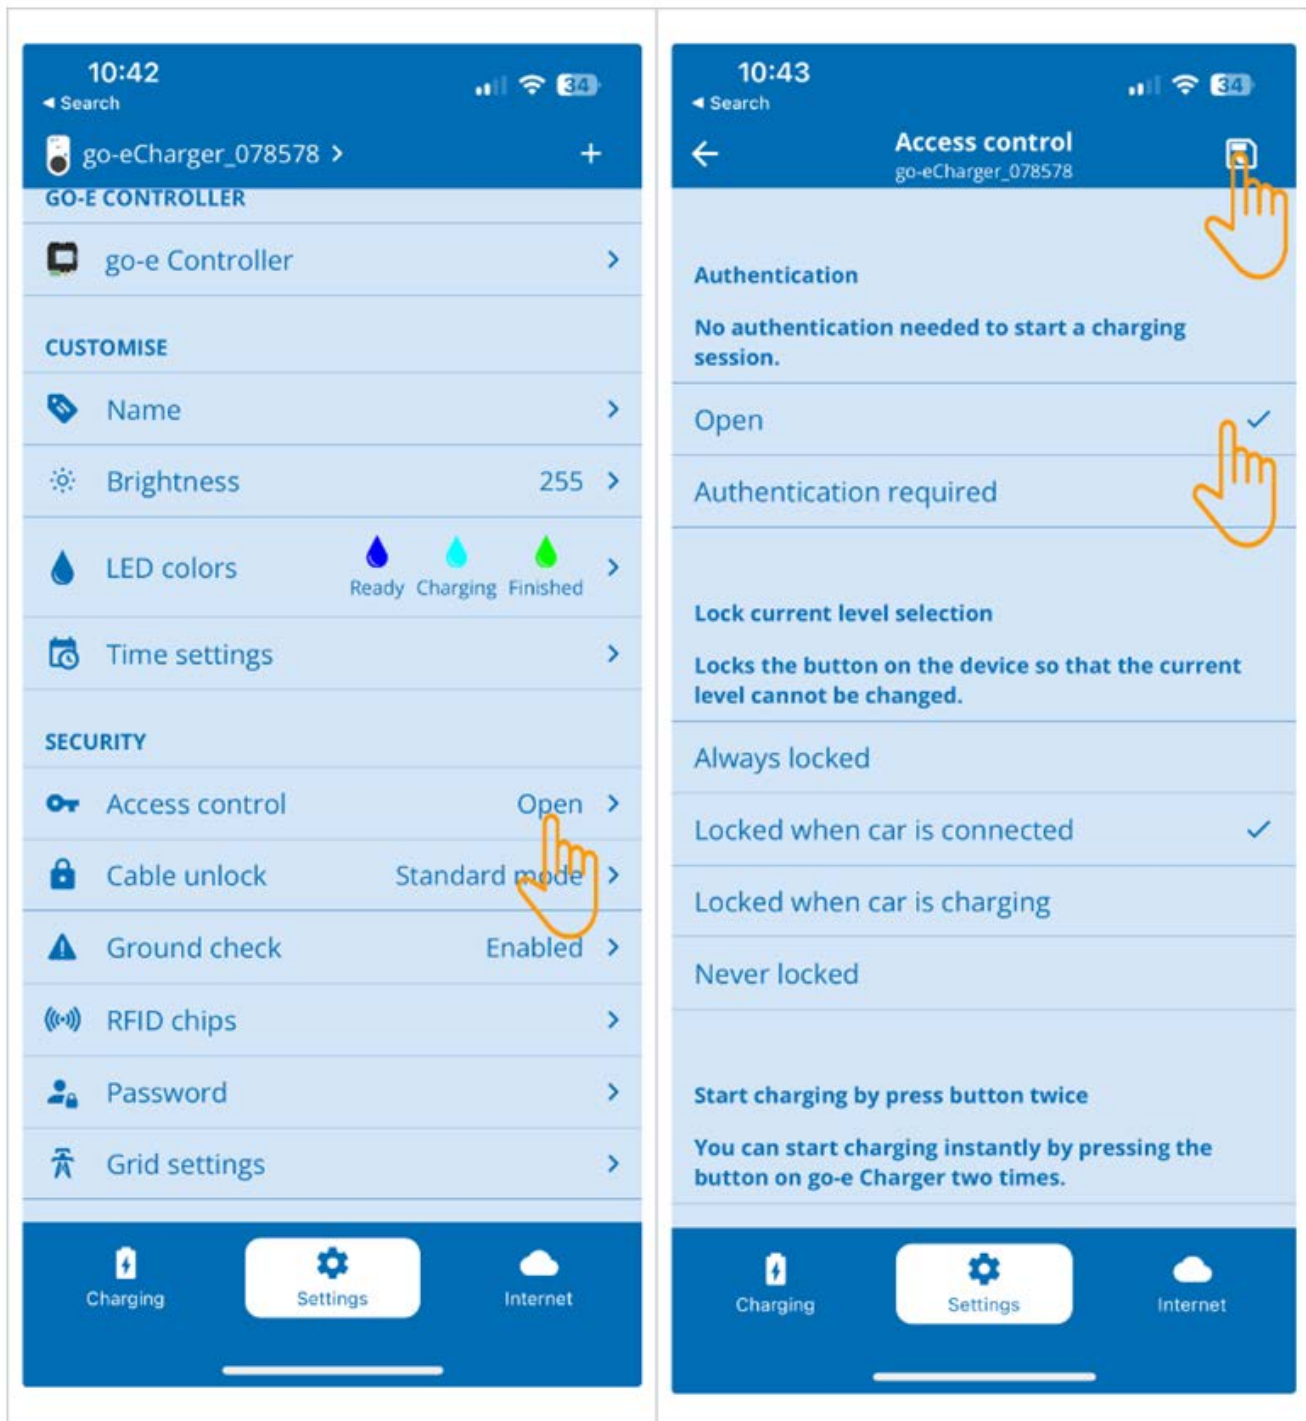 10:42
34
Search
go-eCharger_078578
GO-E CONTROLLER
go-e Controller
CUSTOMISE
Name
Brightness 255
LED colors
Ready Charging Finished
Time settings
SECURITY
Access control Open
Cable unlock Standard mode
Ground check Enabled
RFID chips
Password
Grid settings
Charging Settings Internet
10:43
34
Search
Access control
go-eCharger_078578
Authentication
No authentication needed to start a charging
session.
Open
Authentication required
Lock current level selection
Locks the button on the device so that the current
level cannot be changed.
Always locked
Locked when car is connected
Locked when car is charging
Never locked
Start charging by press button twice
You can start charging instantly by pressing the
button on go-e Charger two times.
Charging Settings Internet